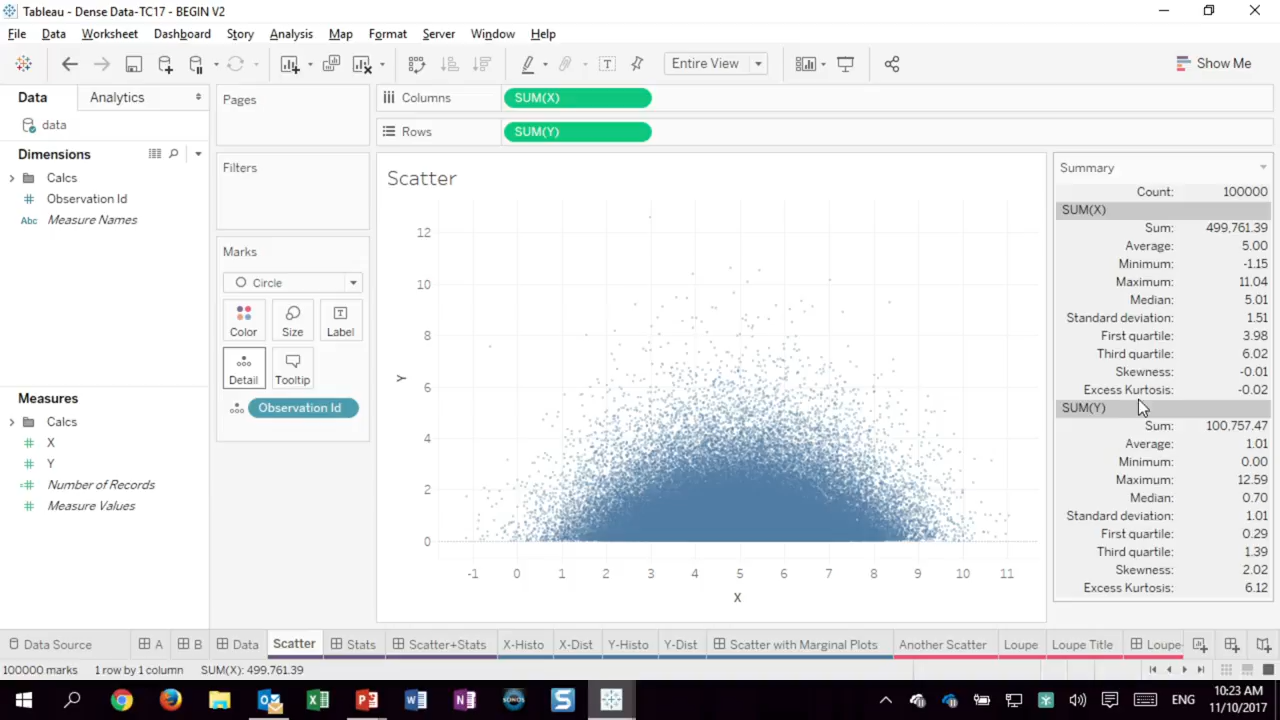 Tableau - Dense Data-TC17 - BEGIN V2
File Data Worksheet Dashboard Story Analysis Map Format Server Window Help
Entire View
Show Me
Data Analytics
data
Dimensions
Calcs
Observation Id
Abc Measure Names
Measures
Calcs
X
Y
Number of Records
Measure Values
Pages
Filters
Marks
Circle
Color Size Label
Detail Tooltip
Observation Id
Columns SUM(X)
Rows SUM(Y)
Scatter
12
10
8
6
4
2
0
Y
-1 0 1 2 3 4 5 6 7 8 9 10 11
X
Summary
Count: 100000
SUM(X)
Sum: 499,761.39
Average: 5.00
Minimum: -1.15
Maximum: 11.04
Median: 5.01
Standard deviation: 1.51
First quartile: 3.98
Third quartile: 6.02
Skewness: -0.01
Excess Kurtosis: -0.02
SUM(Y)
Sum: 100,757.47
Average: 1.01
Minimum: 0.00
Maximum: 12.59
Median: 0.70
Standard deviation: 1.01
First quartile: 0.29
Third quartile: 1.39
Skewness: 2.02
Excess Kurtosis: 6.12
Data Source A B Data Scatter Stats Scatter+Stats X-Histo X-Dist Y-Histo Y-Dist Scatter with Marginal Plots Another Scatter Loupe Loupe Title Loupe-
100000 marks 1 row by 1 column SUM(X): 499,761.39
SONOS
ENG
10:23 AM
11/10/2017